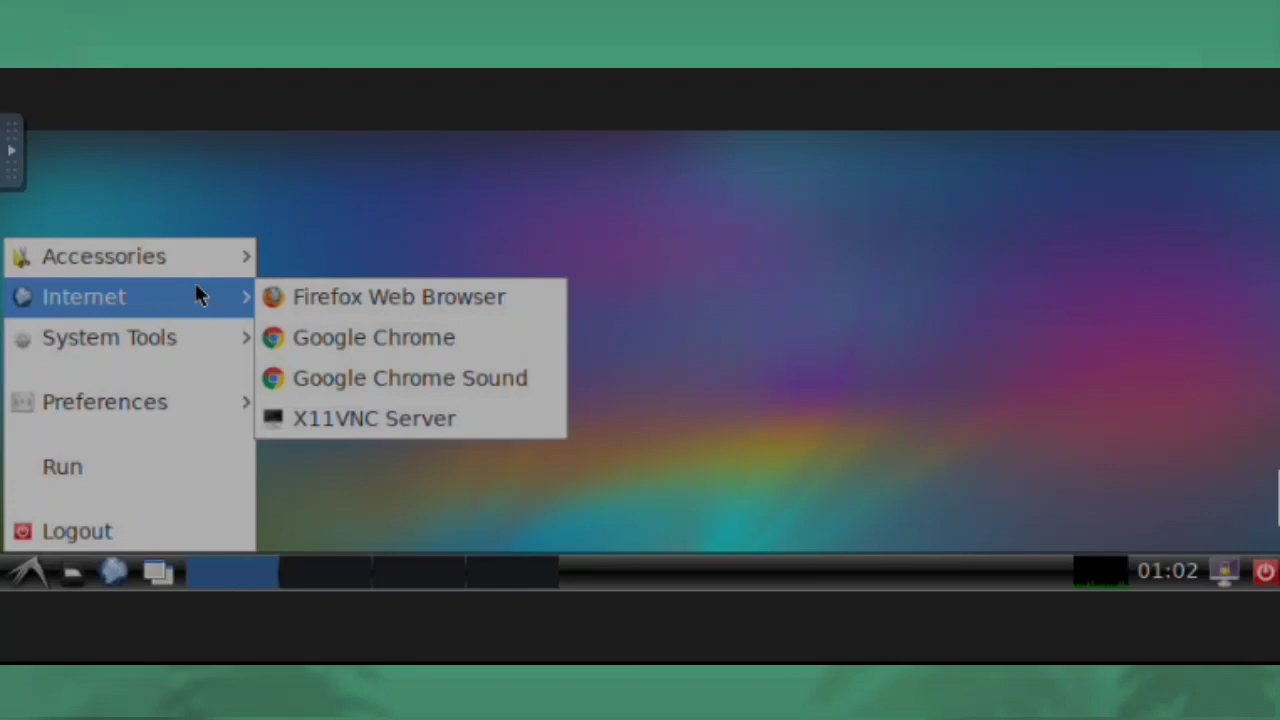 Accessories
Internet
System Tools
Preferences
Run
Logout
Firefox Web Browser
Google Chrome
Google Chrome Sound
X11VNC Server
01:02